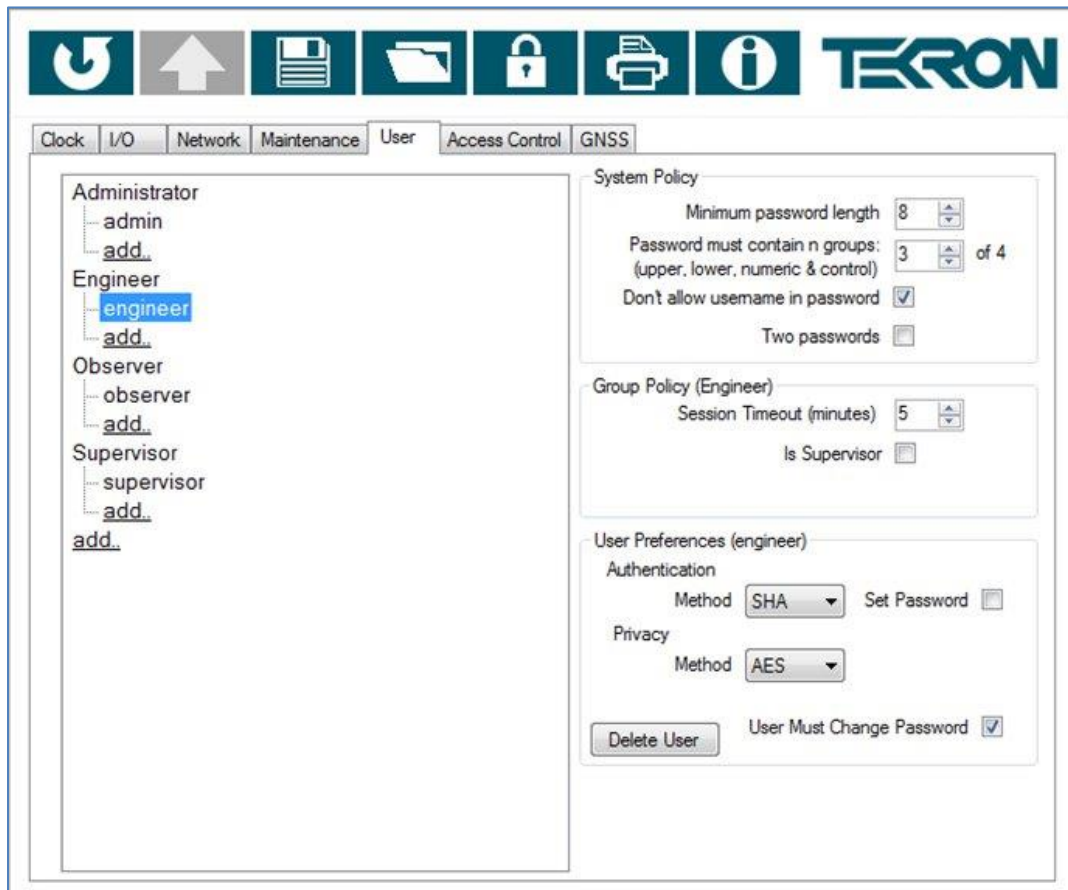 TEKRON
Clock I/O Network Maintenance User Access Control GNSS
Administrator
admin
add..
Engineer
engineer
add..
Observer
observer
add..
Supervisor
supervisor
add..
add..
System Policy
Minimum password length 8
Password must contain n groups: 3 of 4
(upper, lower, numeric & control)
Don't allow username in password
Two passwords
Group Policy (Engineer)
Session Timeout (minutes) 5
Is Supervisor
User Preferences (engineer)
Authentication
Method SHA Set Password
Privacy
Method AES
User Must Change Password
Delete User